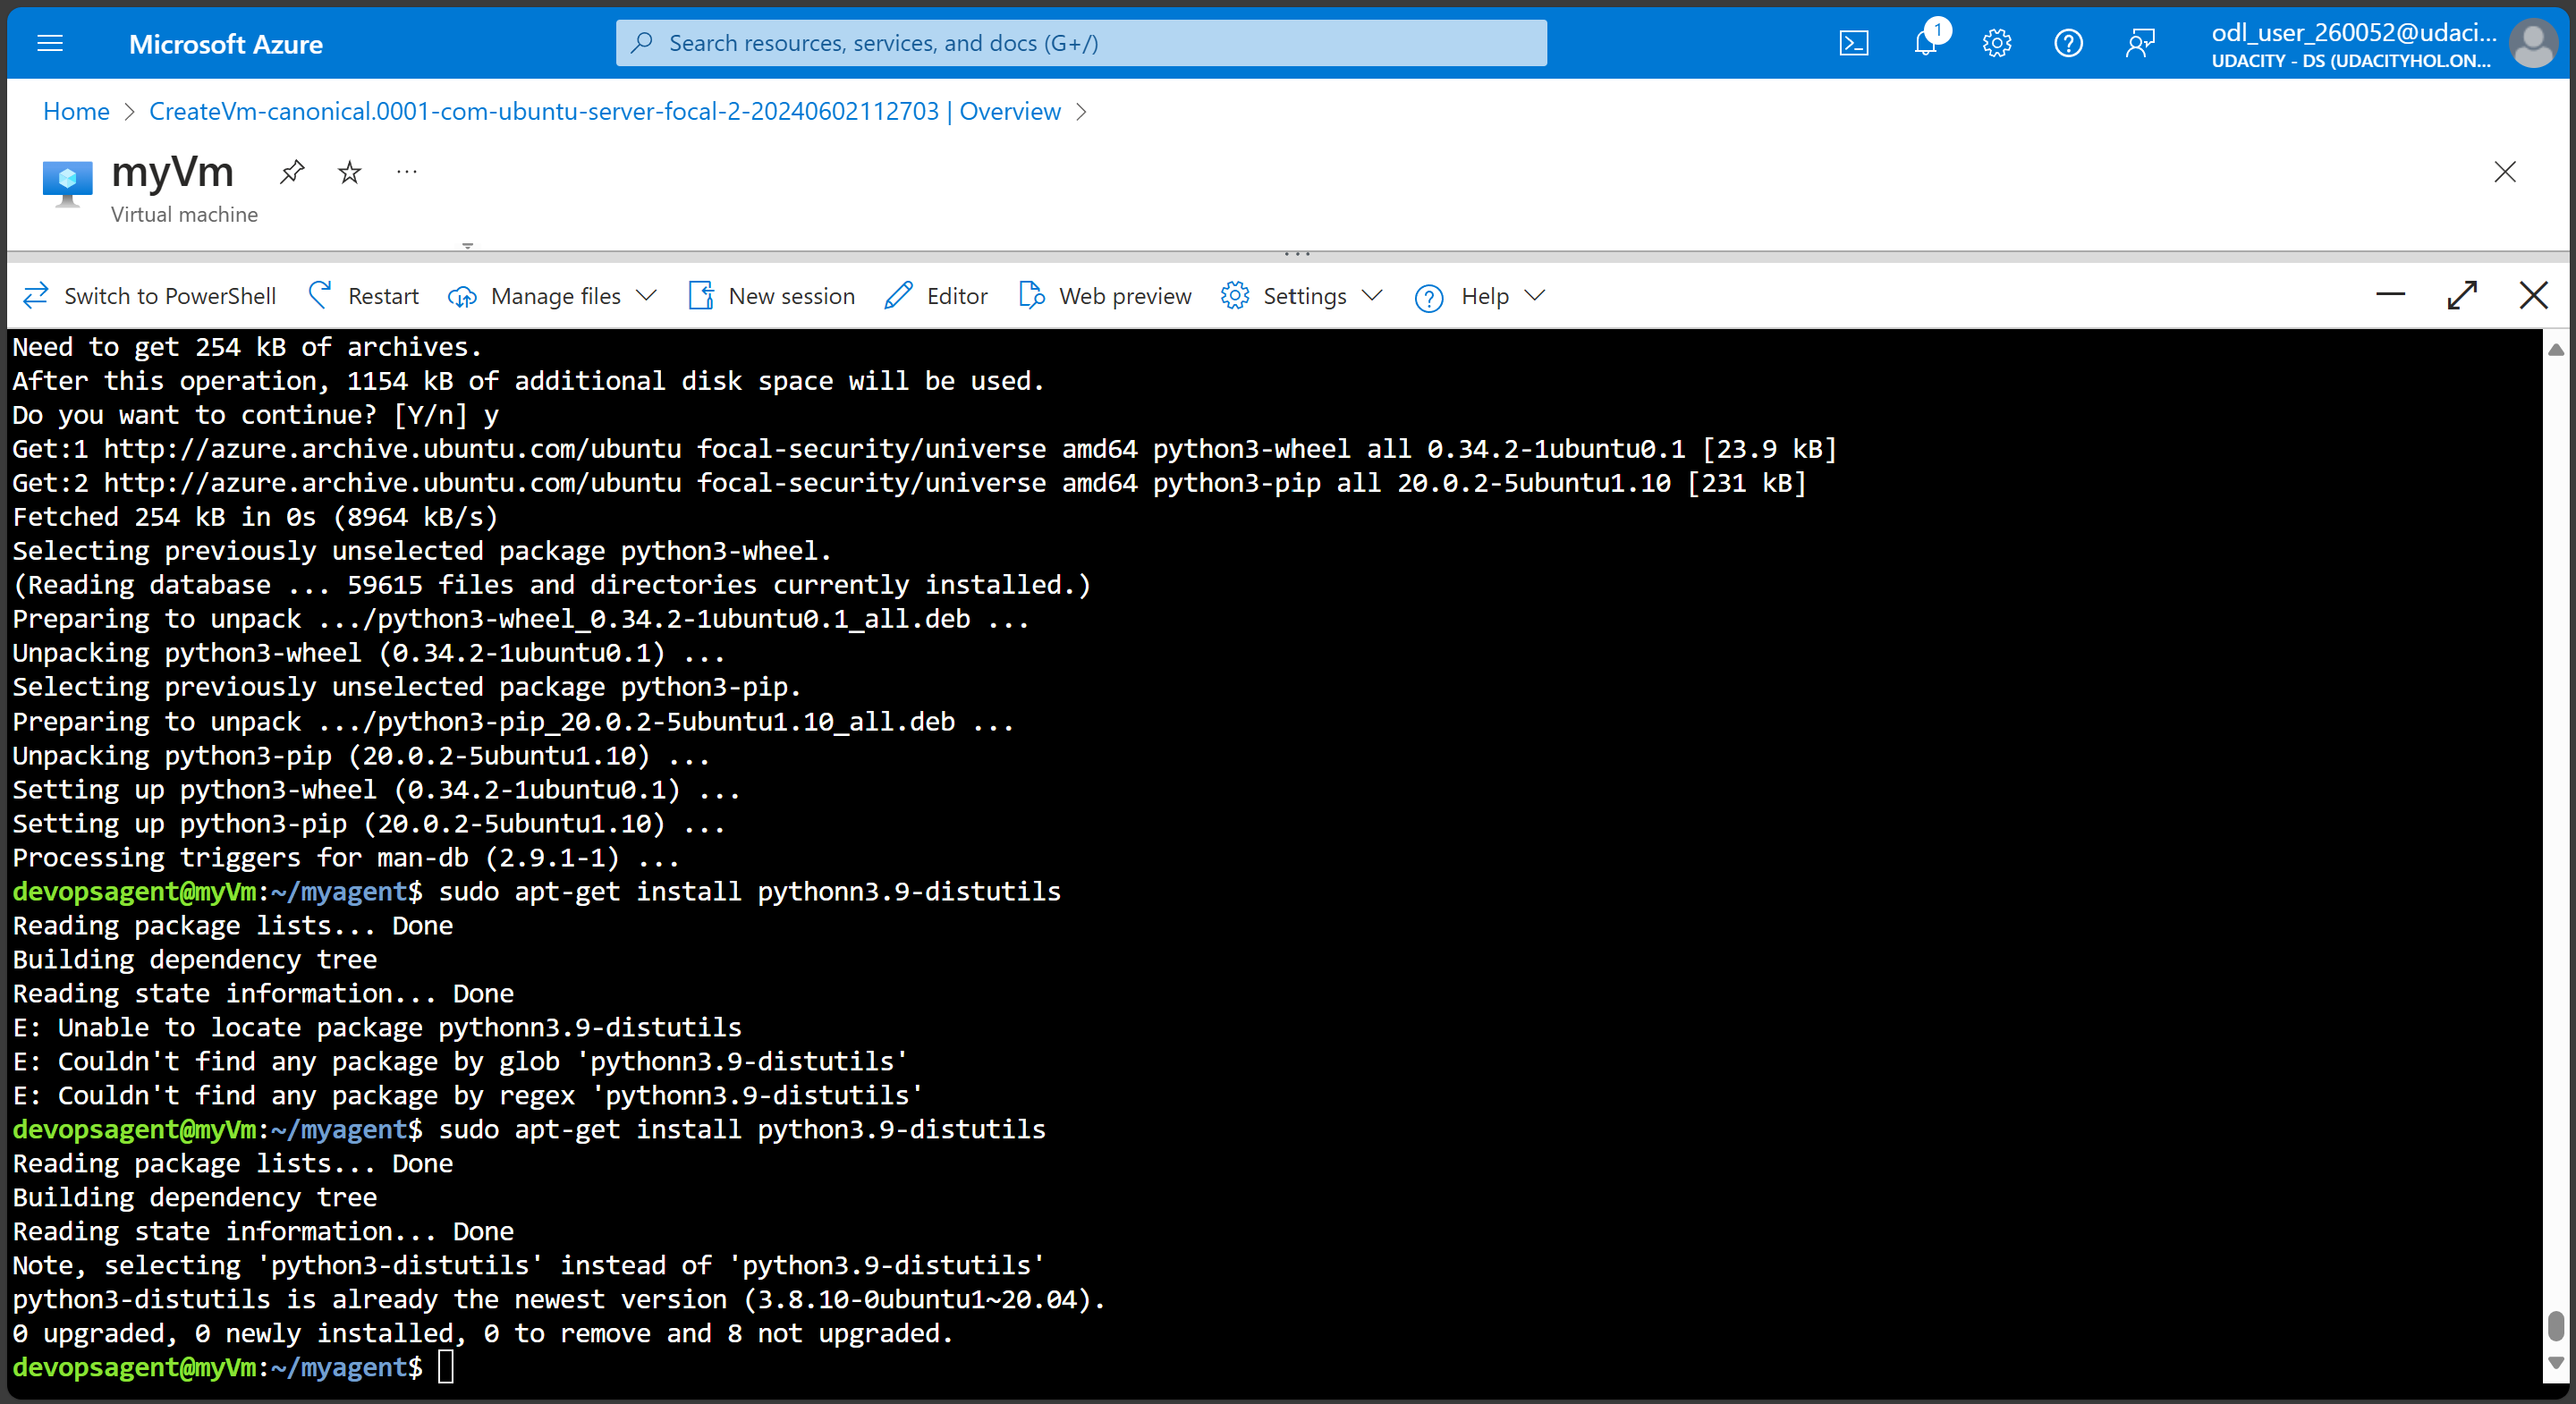 Microsoft Azure
Search resources, services, and docs (G+/)
1
odl_user_260052@udaci...
UDACITY - DS (UDACITYHOL.ON...
Home > CreateVm-canonical.0001-com-ubuntu-server-focal-2-20240602112703 | Overview >
myVm
Virtual machine
Switch to PowerShell Restart Manage files New session Editor Web preview Settings Help
Need to get 254 kB of archives.
After this operation, 1154 kB of additional disk space will be used.
Do you want to continue? [Y/n] y
Get:1 http://azure.archive.ubuntu.com/ubuntu focal-security/universe amd64 python3-wheel all 0.34.2-1ubuntu0.1 [23.9 kB]
Get:2 http://azure.archive.ubuntu.com/ubuntu focal-security/universe amd64 python3-pip all 20.0.2-5ubuntu1.10 [231 kB]
Fetched 254 kB in 0s (8964 kB/s)
Selecting previously unselected package python3-wheel.
(Reading database ... 59615 files and directories currently installed.)
Preparing to unpack .../python3-wheel_0.34.2-1ubuntu0.1_all.deb ...
Unpacking python3-wheel (0.34.2-1ubuntu0.1) ...
Selecting previously unselected package python3-pip.
Preparing to unpack .../python3-pip_20.0.2-5ubuntu1.10_all.deb ...
Unpacking python3-pip (20.0.2-5ubuntu1.10) ...
Setting up python3-wheel (0.34.2-1ubuntu0.1) ...
Setting up python3-pip (20.0.2-5ubuntu1.10) ...
Processing triggers for man-db (2.9.1-1) ...
devopsagent@myVm:~/myagent$ sudo apt-get install pythonn3.9-distutils
Reading package lists... Done
Building dependency tree
Reading state information... Done
E: Unable to locate package pythonn3.9-distutils
E: Couldn't find any package by glob 'pythonn3.9-distutils'
E: Couldn't find any package by regex 'pythonn3.9-distutils'
devopsagent@myVm:~/myagent$ sudo apt-get install python3.9-distutils
Reading package lists... Done
Building dependency tree
Reading state information... Done
Note, selecting 'python3-distutils' instead of 'python3.9-distutils'
python3-distutils is already the newest version (3.8.10-0ubuntu1~20.04).
0 upgraded, 0 newly installed, 0 to remove and 8 not upgraded.
devopsagent@myVm:~/myagent$